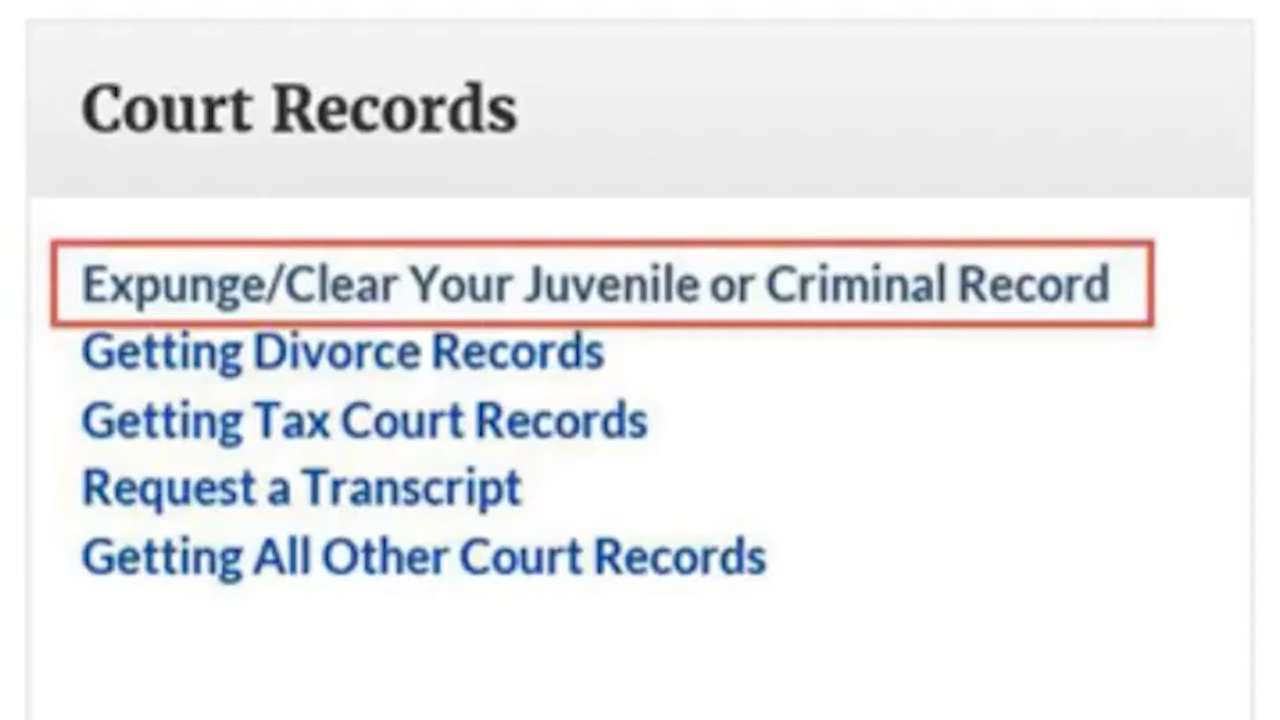 Court Records
Expunge/Clear Your Juvenile or Criminal Record
Getting Divorce Records
Getting Tax Court Records
Request a Transcript
Getting All Other Court Records